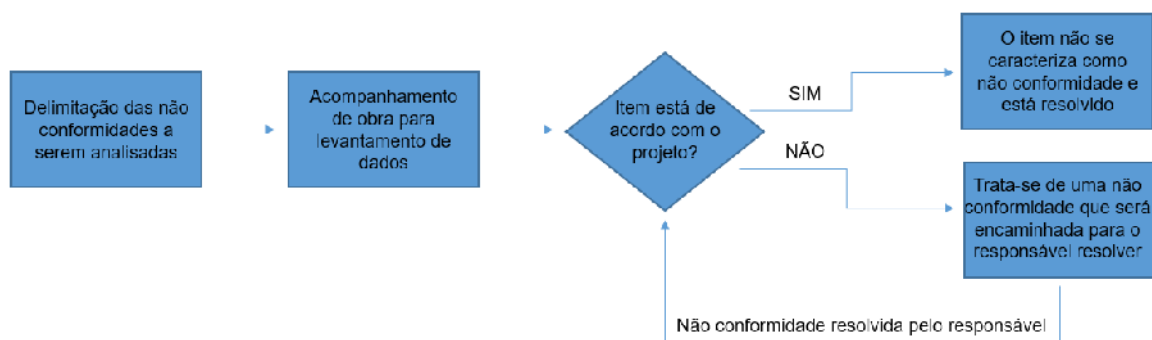 Delimitação das não
conformidades a
serem analisadas
Acompanhamento
de obra para
levantamento de
dados
Item está de
acordo com o
projeto?
SIM
O item não se
caracteriza como
não conformidade e
está resolvido
NÃO
Trata-se de uma não
conformidade que será
encaminhada para o
responsável resolver
Não conformidade resolvida pelo responsável